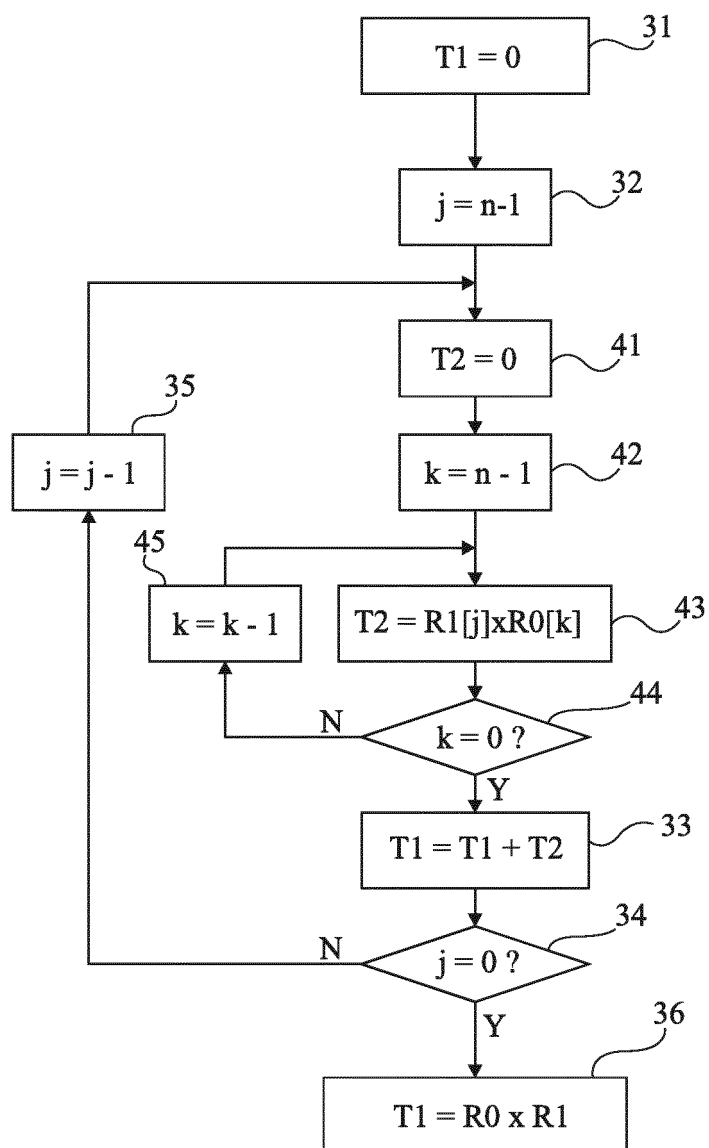 31
T1 = 0
32
j = n-1
41
T2 = 0
35
j = j - 1
42
k = n - 1
45
k = k - 1
T2 = R1[j]xR0[k]
43
44
N
k = 0 ?
Y
33
T1 = T1 + T2
34
N
j = 0 ?
Y
36
T1 = R0 x R1